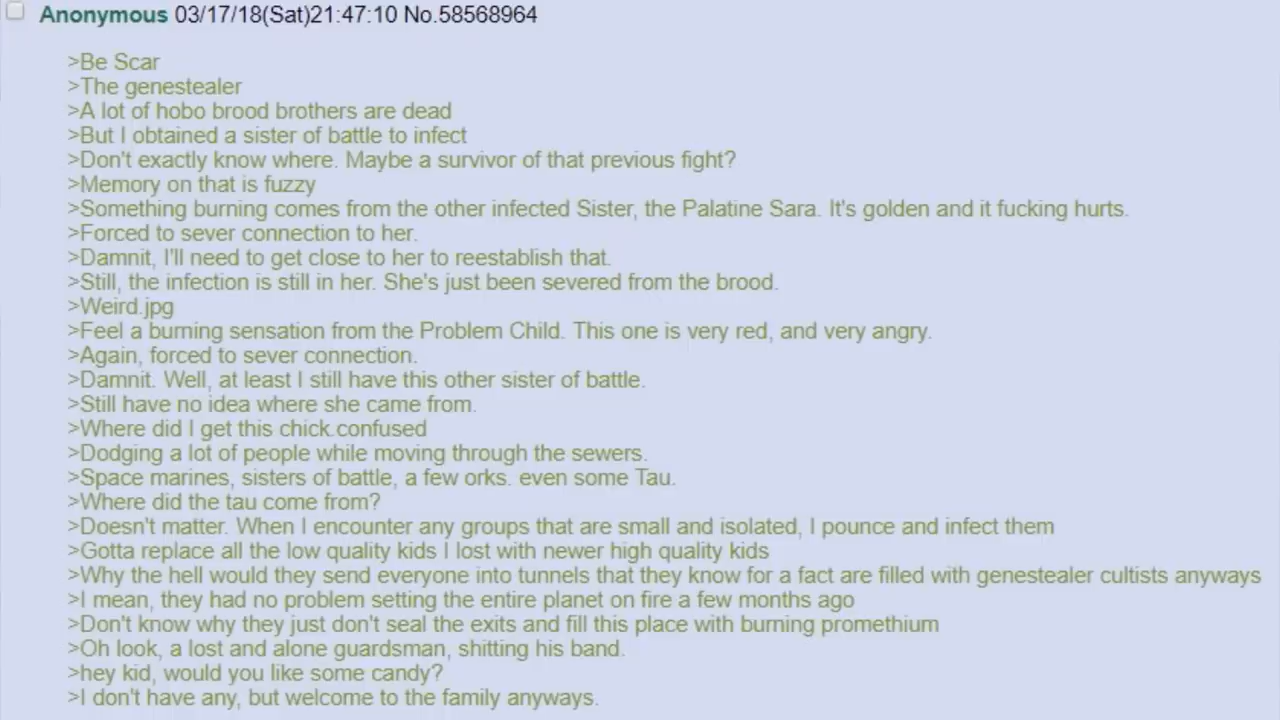 Anonymous 03/17/18(Sat)21:47:10 No.58568964
>Be Scar
>The genestealer
>A lot of hobo brood brothers are dead
>But I obtained a sister of battle to infect
>Don't exactly know where. Maybe a survivor of that previous fight?
>Memory on that is fuzzy
>Something burning comes from the other infected Sister, the Palatine Sara. It's golden and it fucking hurts.
>Forced to sever connection to her.
>Damnit, I'll need to get close to her to reestablish that.
>Still, the infection is still in her. She's just been severed from the brood.
>Weird.jpg
>Feel a burning sensation from the Problem Child. This one is very red, and very angry.
>Again, forced to sever connection.
>Damnit. Well, at least I still have this other sister of battle.
>Still have no idea where she came from.
>Where did I get this chick.confused
>Dodging a lot of people while moving through the sewers.
>Space marines, sisters of battle, a few orks. even some Tau.
>Where did the tau come from?
>Doesn't matter. When I encounter any groups that are small and isolated, I pounce and infect them
>Gotta replace all the low quality kids I lost with newer high quality kids
>Why the hell would they send everyone into tunnels that they know for a fact are filled with genestealer cultists anyways
>I mean, they had no problem setting the entire planet on fire a few months ago
>Don't know why they just don't seal the exits and fill this place with burning promethium
>Oh look, a lost and alone guardsman, shitting his band.
>hey kid, would you like some candy?
>I don't have any, but welcome to the family anyways.